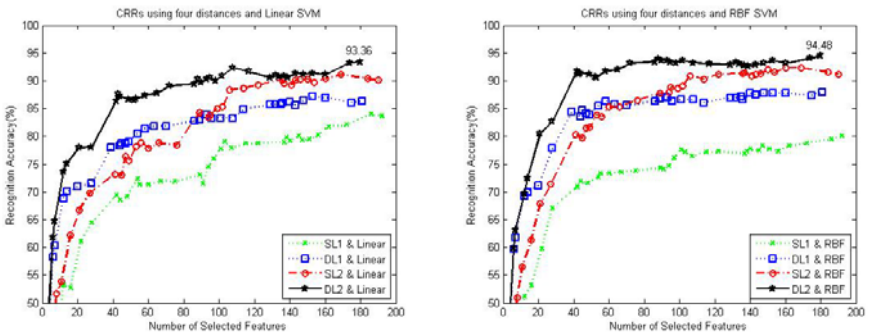 CRRs using four distances and Linear SVM
93.36
Recognition Accuracy(%)
100
95
90
85
80
75
70
65
60
55
50
0 20 40 60 80 100 120 140 160 180 200
Number of Selected Features
SL1 & Linear
DL1 & Linear
SL2 & Linear
DL2 & Linear
CRRs using four distances and RBF SVM
94.48
Recognition Accuracy(%)
100
95
90
85
80
75
70
65
60
55
50
0 20 40 60 80 100 120 140 160 180 200
Number of Selected Features
SL1 & RBF
DL1 & RBF
SL2 & RBF
DL2 & RBF